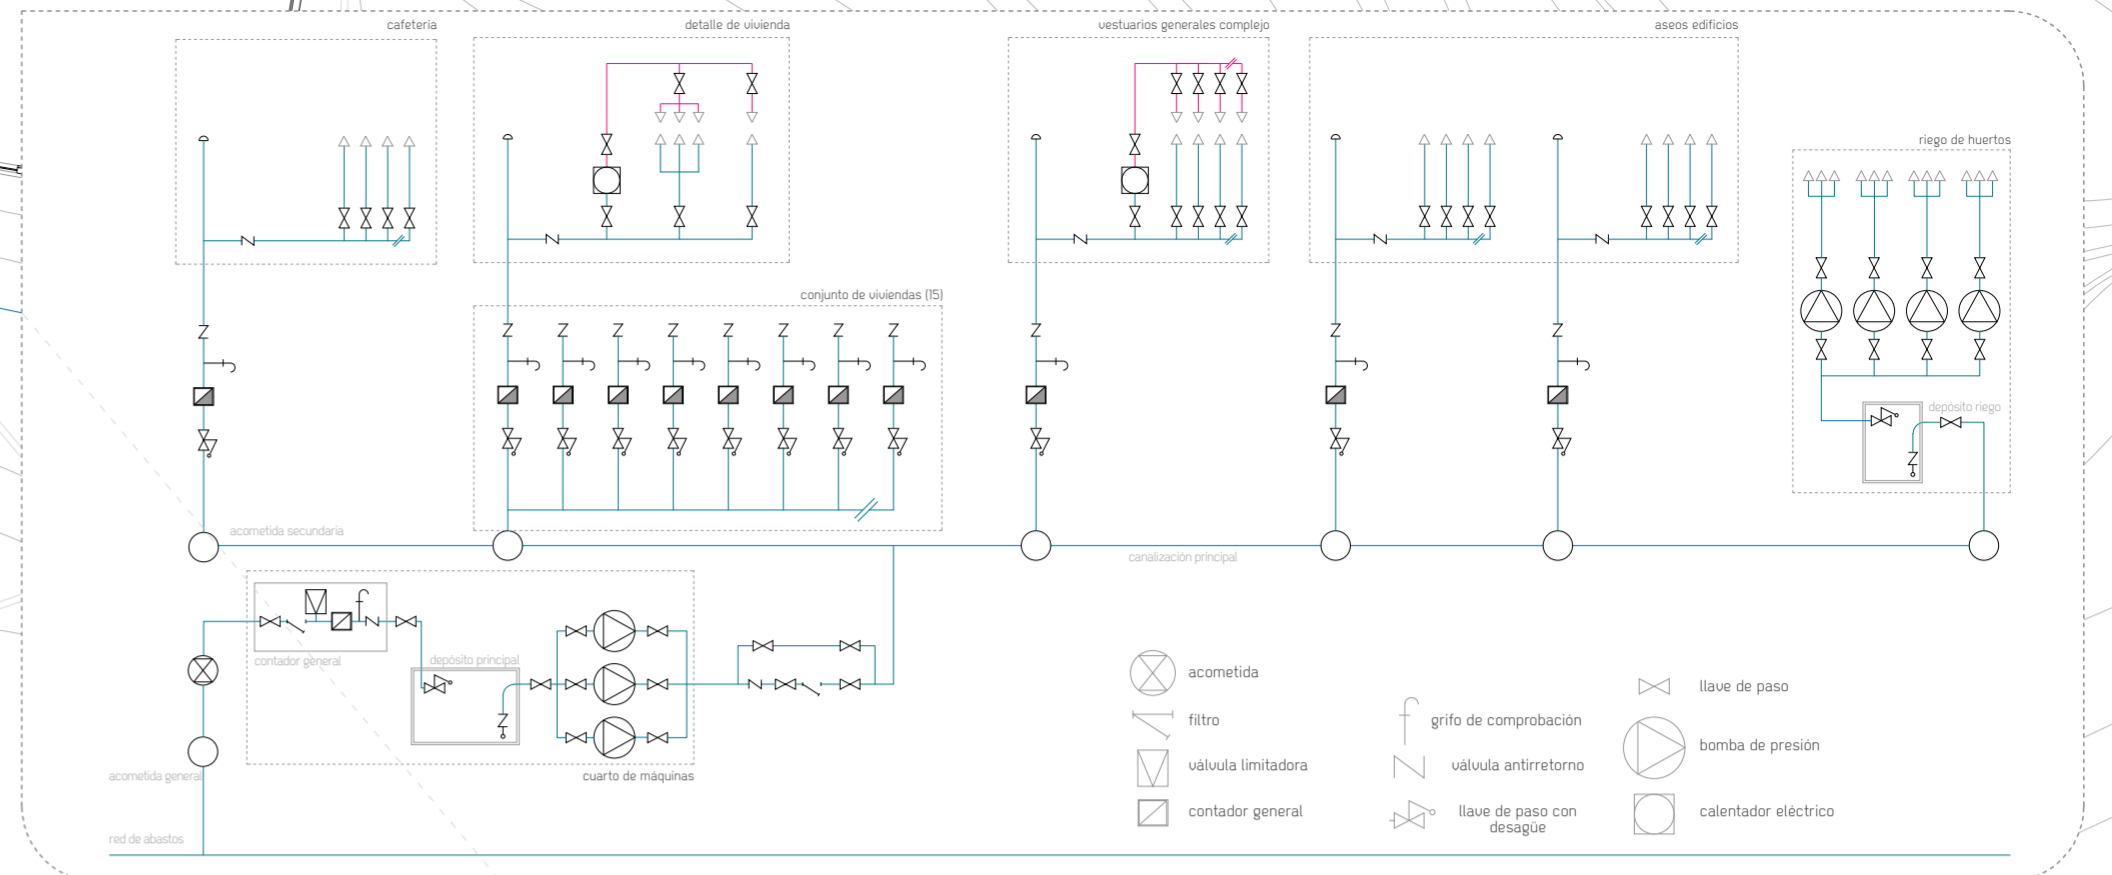 cafetería
detalle de vivienda
vestuarios generales complejo
aseos edificios
riego de huertos
conjunto de viviendas (15)
depósito riego
acometida secundaria
canalización principal
contador general
depósito principal
acometida general
cuarto de máquinas
red de abastos
acometida
filtro
válvula limitadora
contador general
grifo de comprobación
válvula antirretorno
llave de paso con
desagüe
llave de paso
bomba de presión
calentador eléctrico